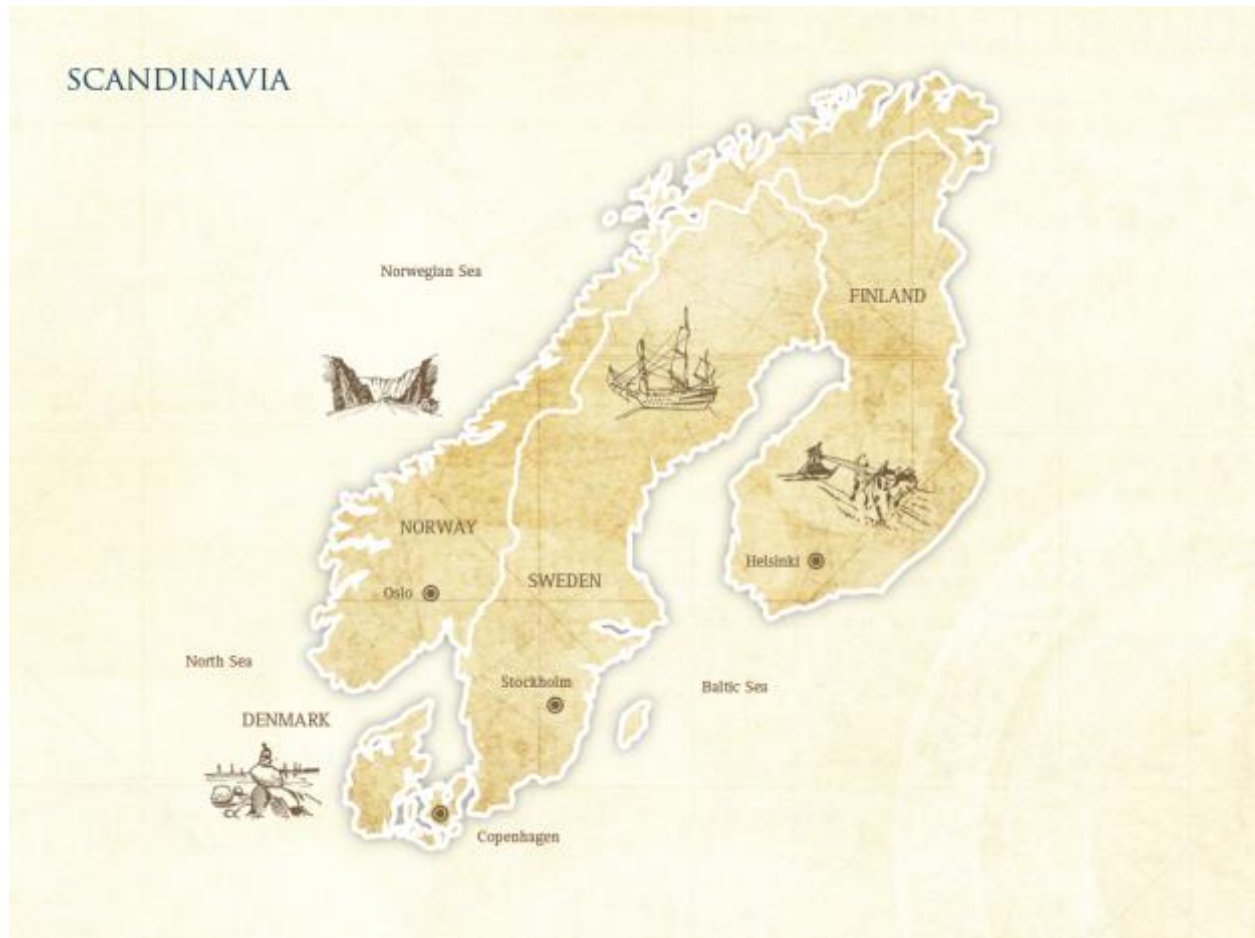 SCANDINAVIA
Norwegian Sea
FINLAND
NORWAY
Helsinki
SWEDEN
Oslo
North Sea
Stockholm
Baltic Sea
DENMARK
Copenhagen